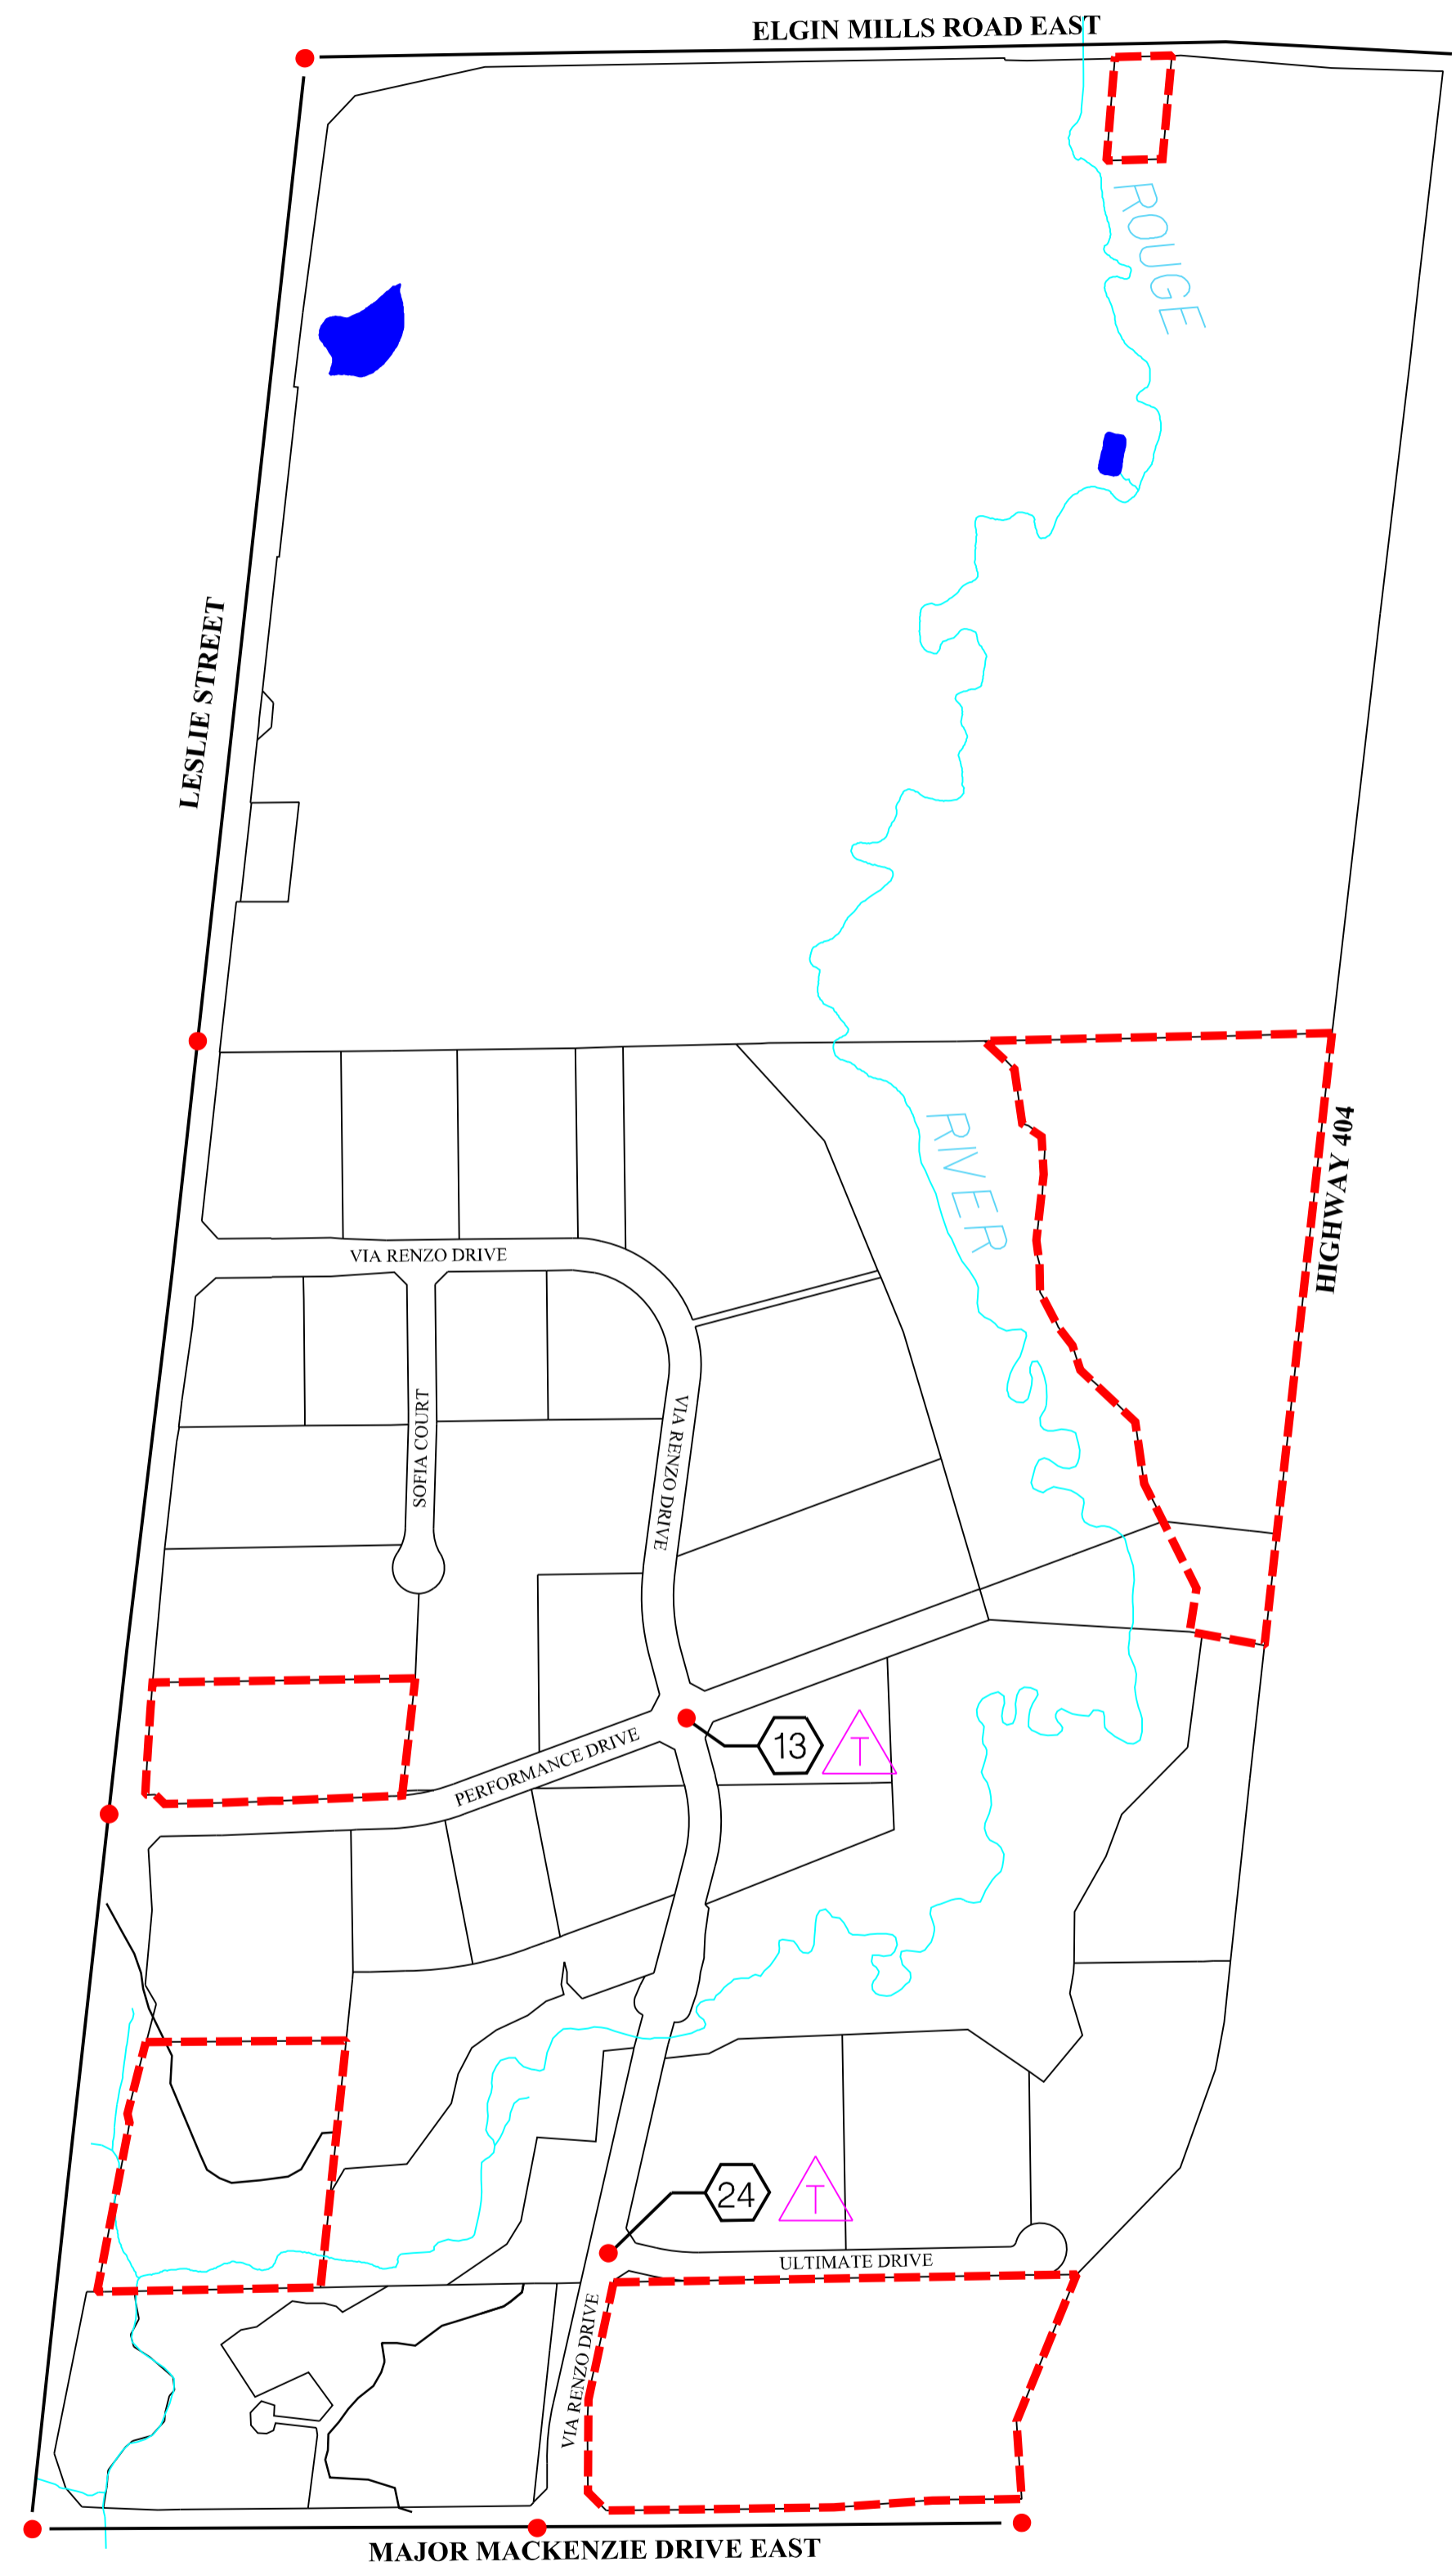 ELGIN MILLS ROAD EAST
ROUGE
LESLIE STREET
RIVER
HIGHWAY 404
VIA RENZO DRIVE
SOFIA COURT
VIA RENZO DRIVE
PERFORMANCE DRIVE
13
T
24
T
ULTIMATE DRIVE
VIA RENZO DRIVE
MAJOR MACKENZIE DRIVE EAST